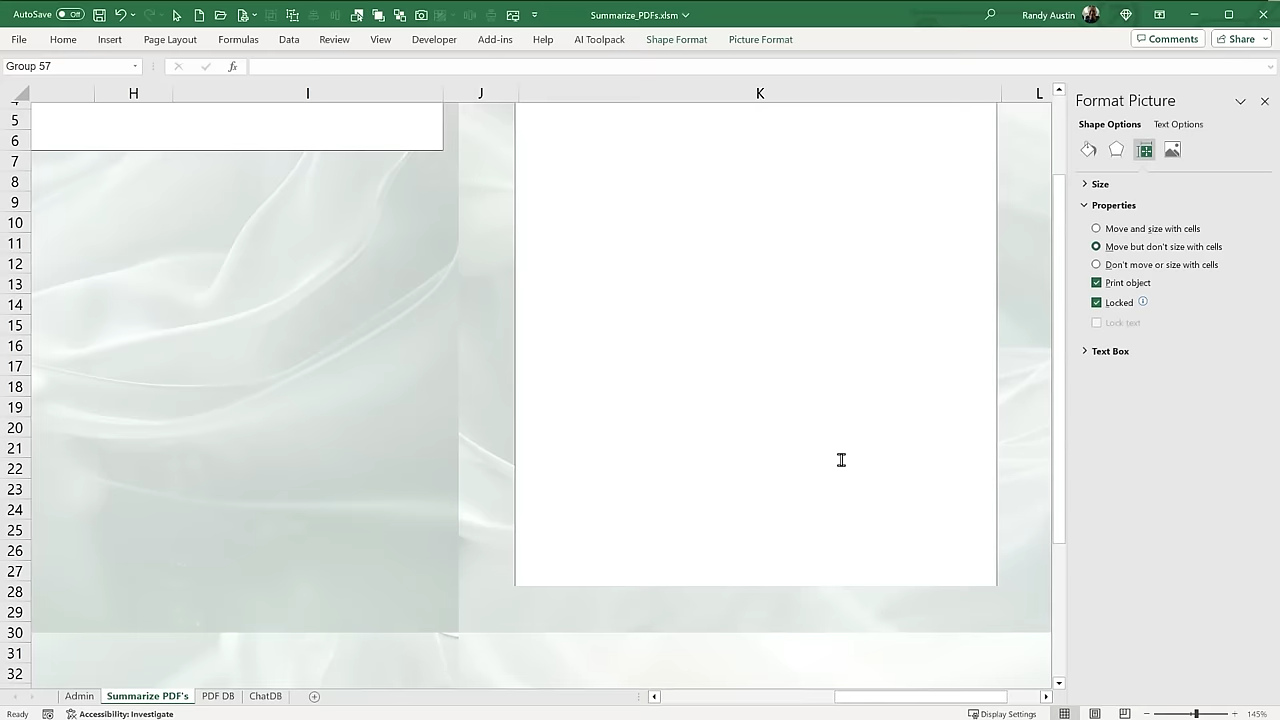 AutoSave Off Summarize_PDFs.xlsm Randy Austin
File Home Insert Page Layout Formulas Data Review View Developer Add-ins Help AI Toolpack Shape Format Picture Format Comments Share
Group 57 fx
H I J K L
Format Picture
Shape Options Text Options
Size
Properties
Move and size with cells
Move but don't size with cells
Don't move or size with cells
Print object
Locked
Lock text
Text Box
5
6
7
8
9
10
11
12
13
14
15
16
17
18
19
20
21
22
23
24
25
26
27
28
29
30
31
32
Admin Summarize PDF's PDF DB ChatDB
Ready Accessibility: Investigate Display Settings 145%